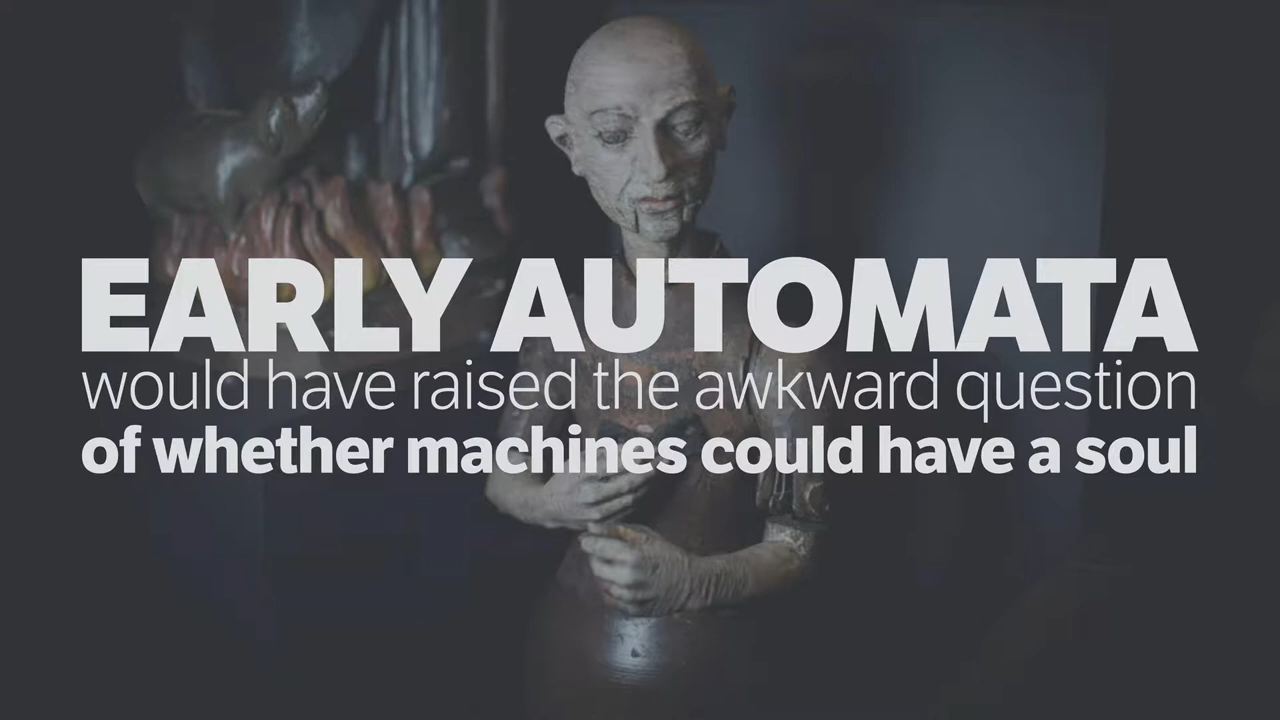 EARLY AUTOMATA
would have raised the awkward question
of whether machines could have a soul